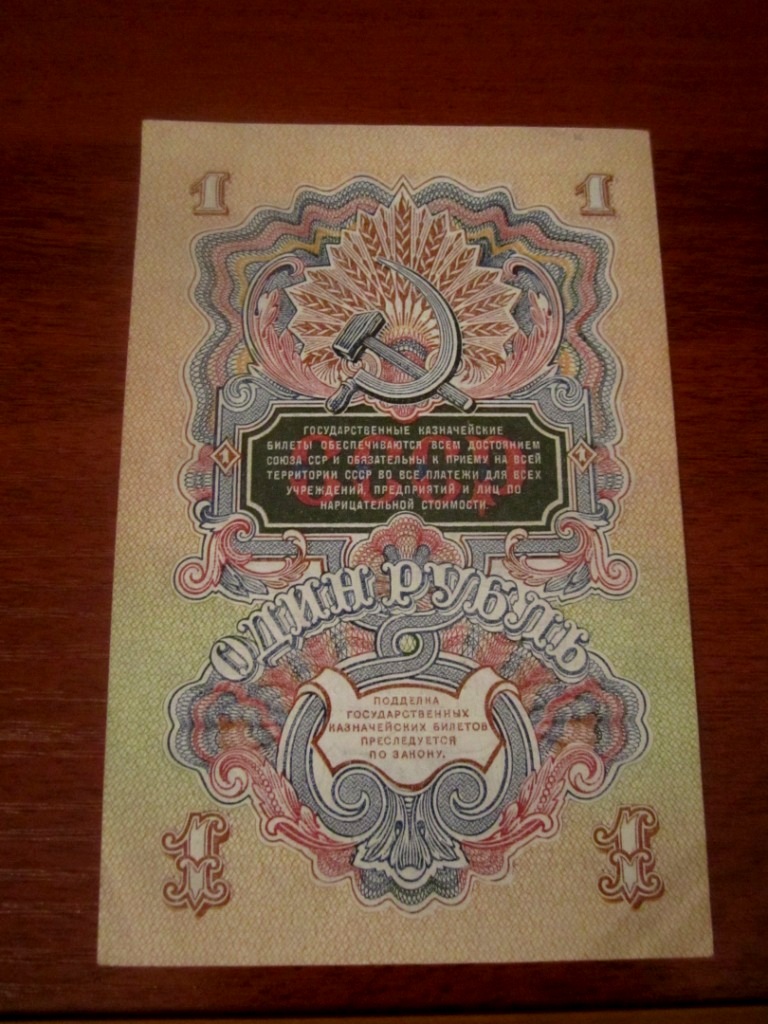 1 1
ГОСУДАРСТВЕННЫЕ КАЗНАЧЕЙСКИЕ
БИЛЕТЫ ОБЕСПЕЧИВАЮТСЯ ВСЕМ ДОСТОЯНИЕМ
СОЮЗА ССР И ОБЯЗАТЕЛЬНЫ К ПРИЕМУ НА ВСЕЙ
1 1
ТЕРРИТОРИИ СССР ВО ВСЕ ПЛАТЕЖИ ДЛЯ ВСЕХ
УЧРЕЖДЕНИЙ, ПРЕДПРИЯТИЙ И ЛИЦ ПО
НАРИЦАТЕЛЬНОЙ СТОИМОСТИ.
ОДИН РУБЛЬ
ПОДДЕЛКА
ГОСУДАРСТВЕННЫХ
КАЗНАЧЕЙСКИХ БИЛЕТОВ
ПРЕСЛЕДУЕТСЯ
ПО ЗАКОНУ.
1 1